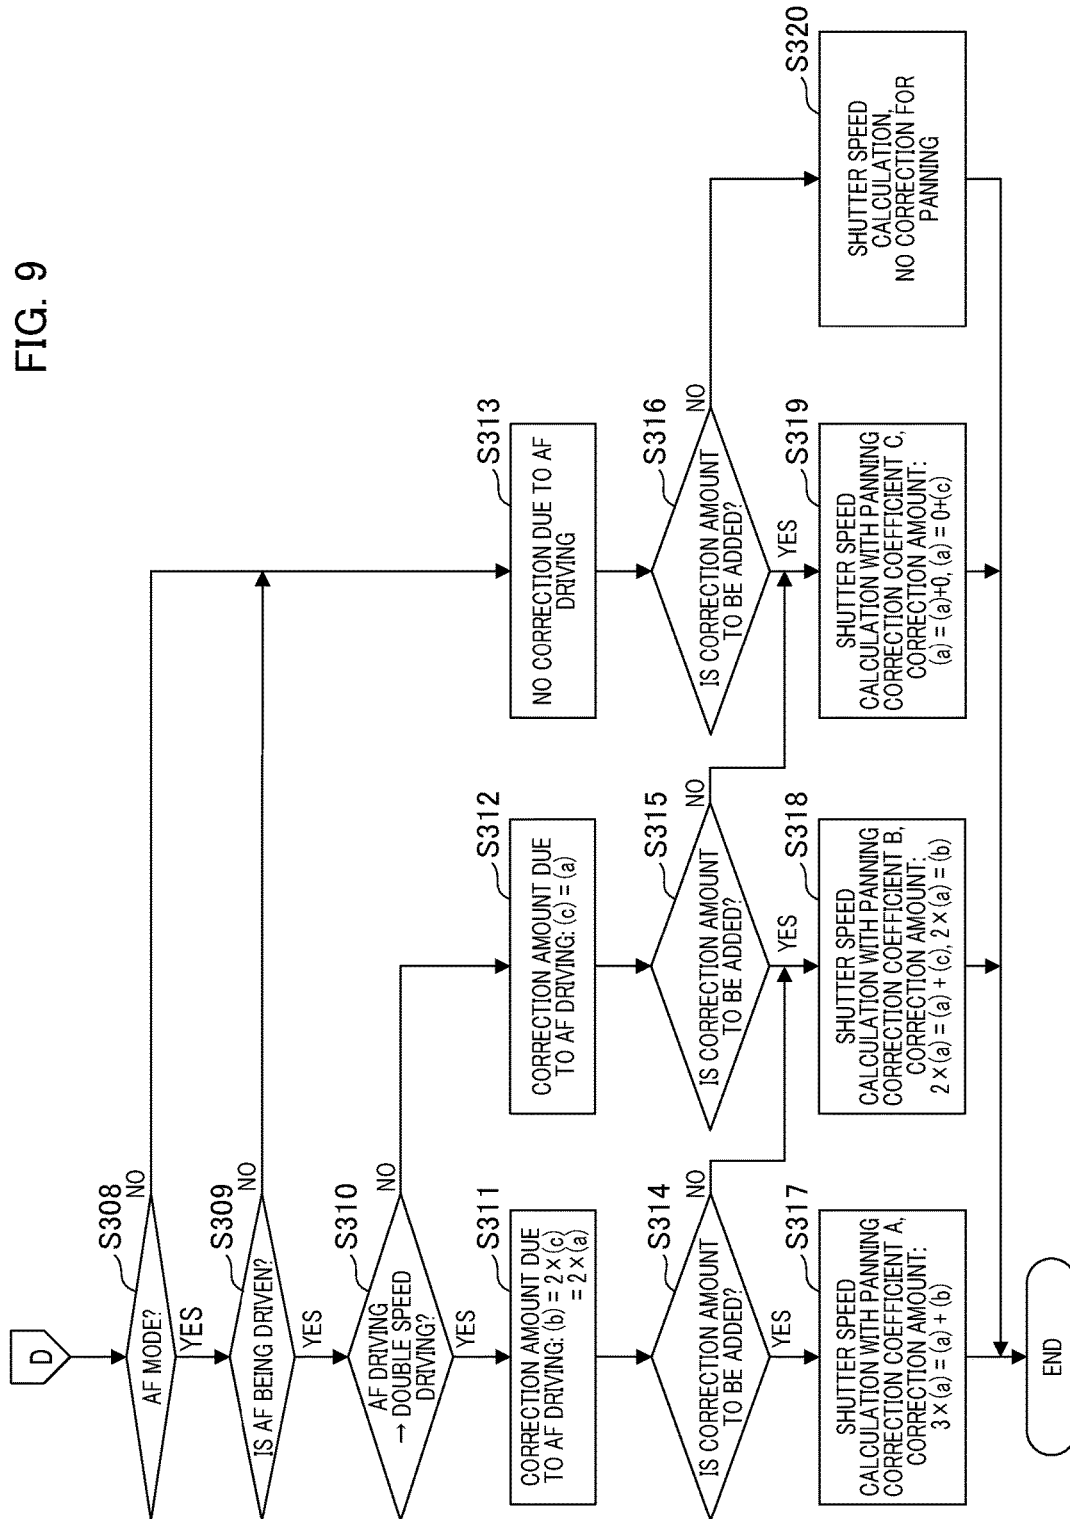 FIG. 9
D
S308
AF MODE?
NO
YES
S309
IS AF BEING DRIVEN?
YES
S310
AF DRIVING
→ DOUBLE SPEED
DRIVING?
NO
YES
S311
CORRECTION AMOUNT DUE
TO AF DRIVING: (b) = 2 × (c)
= 2 × (a)
S312
CORRECTION AMOUNT DUE
TO AF DRIVING: (c) = (a)
S313
NO CORRECTION DUE TO AF
DRIVING
S314
IS CORRECTION AMOUNT
TO BE ADDED?
NO
YES
S315
IS CORRECTION AMOUNT
TO BE ADDED?
NO
YES
S316
IS CORRECTION AMOUNT
TO BE ADDED?
NO
YES
S317
SHUTTER SPEED
CALCULATION WITH PANNING
CORRECTION COEFFICIENT A,
CORRECTION AMOUNT:
3 × (a) = (a) + (b)
S318
SHUTTER SPEED
CALCULATION WITH PANNING
CORRECTION COEFFICIENT B,
CORRECTION AMOUNT:
2 × (a) = (a) + (c), 2 × (a) = (b)
S319
SHUTTER SPEED
CALCULATION WITH PANNING
CORRECTION COEFFICIENT C,
CORRECTION AMOUNT:
(a) = (a)+0, (a) = 0+(c)
S320
SHUTTER SPEED
CALCULATION,
NO CORRECTION FOR
PANNING
END
NO